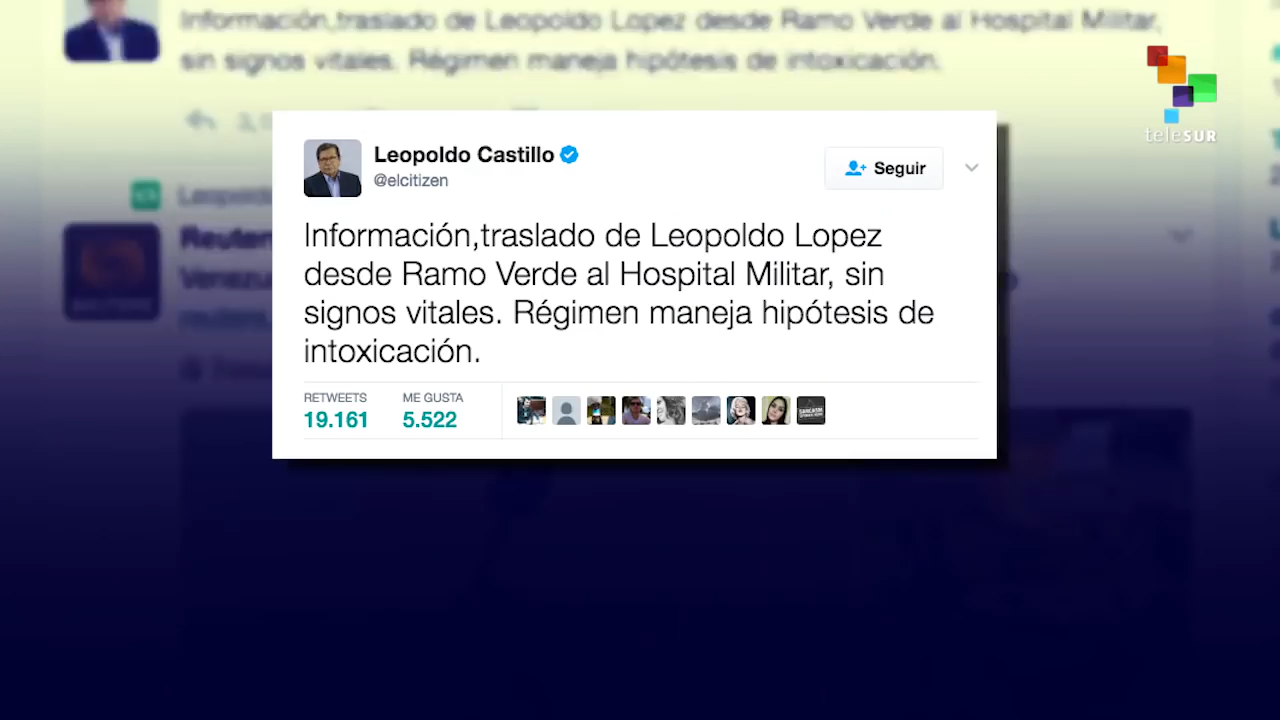 Información,traslado de Leopoldo Lopez desde Ramo Verde al Hospital Militar,
sin signos vitales. Régimen maneja hipótesis de intoxicación.
teleSUR
Leopoldo Castillo
@elcitizen
Seguir
Información,traslado de Leopoldo Lopez
desde Ramo Verde al Hospital Militar, sin
signos vitales. Régimen maneja hipótesis de
intoxicación.
RETWEETS ME GUSTA
19.161 5.522
Leopoldo